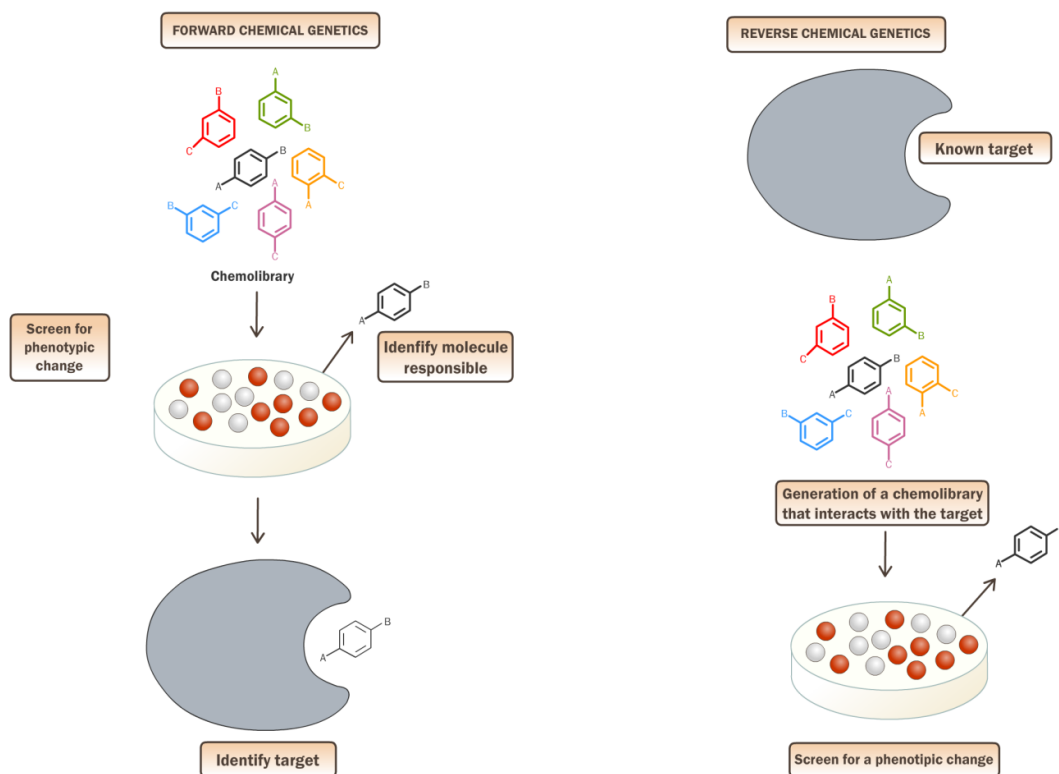 FORWARD CHEMICAL GENETICS
B
C
A
B
B
A
C
A
B
C
A
C
Chemolibrary
Screen for
phenotypic
change
B
A
Idenfify molecule
responsible
B
A
Identify target
REVERSE CHEMICAL GENETICS
Known target
B
C
A
B
B
A
C
A
B
C
A
C
Generation of a chemolibrary
that interacts with the target
A
Screen for a phenotipic change